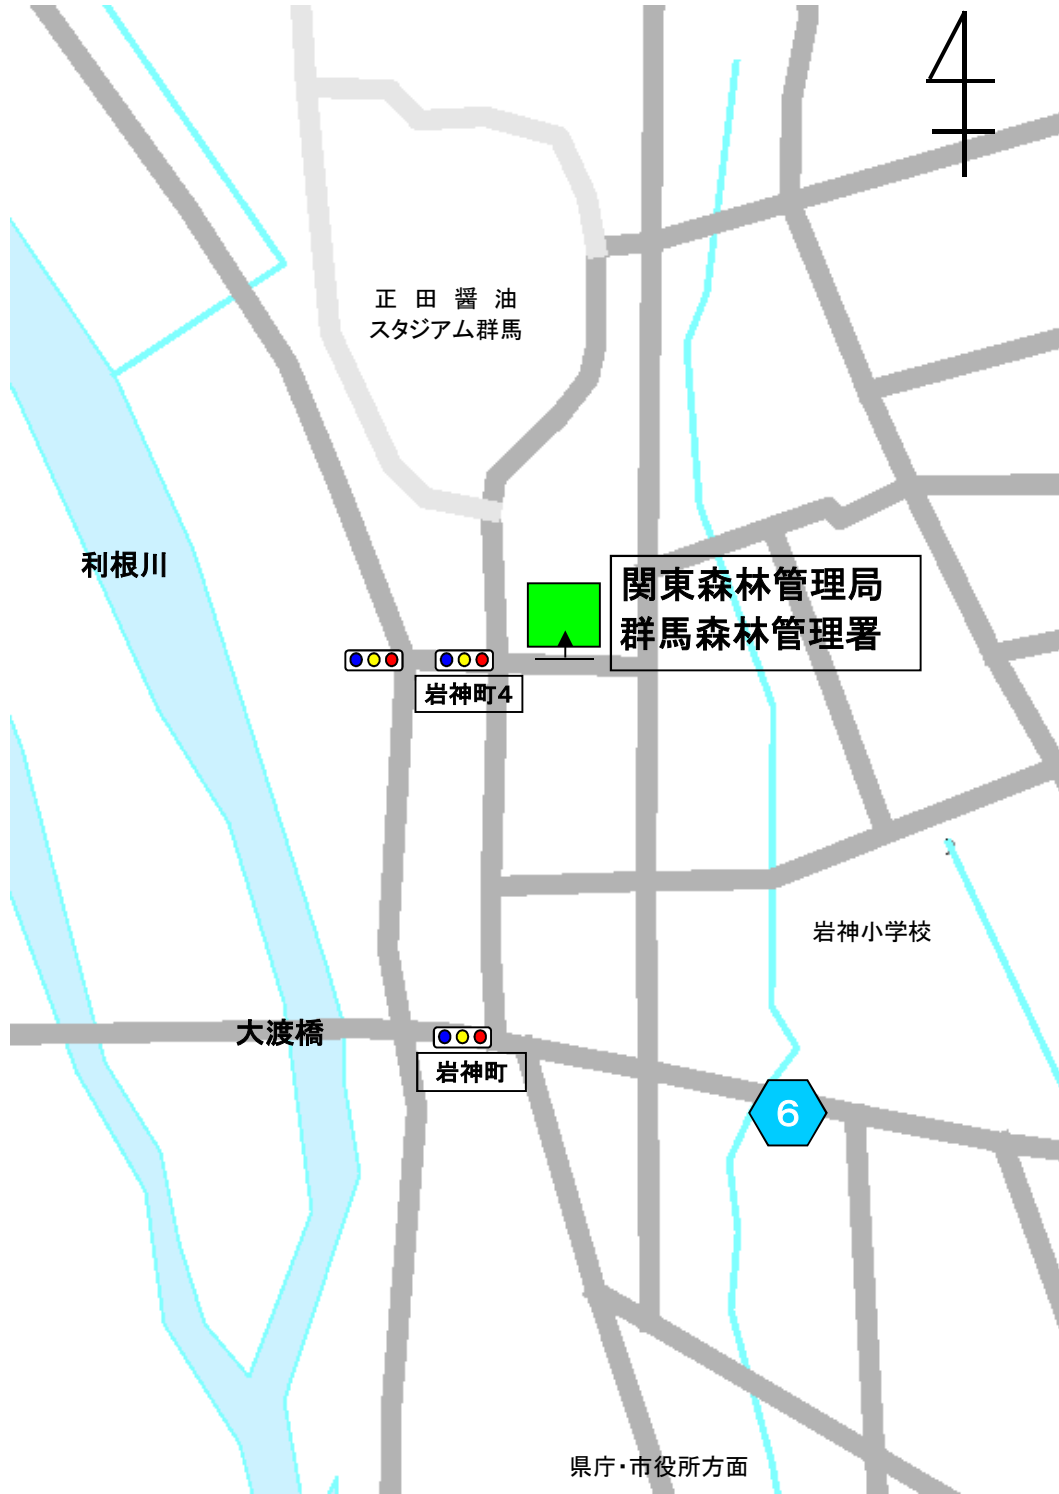 正田醤油
スタジアム群馬
利根川
関東森林管理局
群馬森林管理署
岩神町4
岩神小学校
大渡橋
岩神町
6
県庁・市役所方面